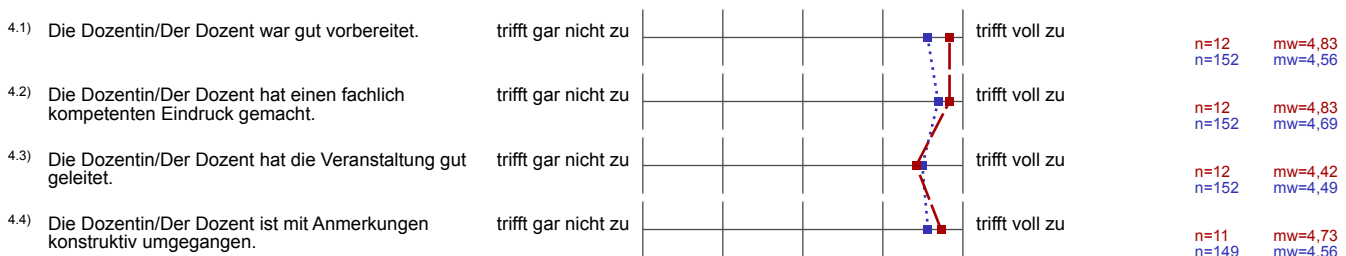 4.1) Die Dozentin/Der Dozent war gut vorbereitet. trifft gar nicht zu trifft voll zu
n=12 mw=4,83
n=152 mw=4,56
4.2) Die Dozentin/Der Dozent hat einen fachlich
kompetenten Eindruck gemacht. trifft gar nicht zu trifft voll zu
n=12 mw=4,83
n=152 mw=4,69
4.3) Die Dozentin/Der Dozent hat die Veranstaltung gut
geleitet. trifft gar nicht zu trifft voll zu
n=12 mw=4,42
n=152 mw=4,49
4.4) Die Dozentin/Der Dozent ist mit Anmerkungen
konstruktiv umgegangen. trifft gar nicht zu trifft voll zu
n=11 mw=4,73
n=149 mw=4,56